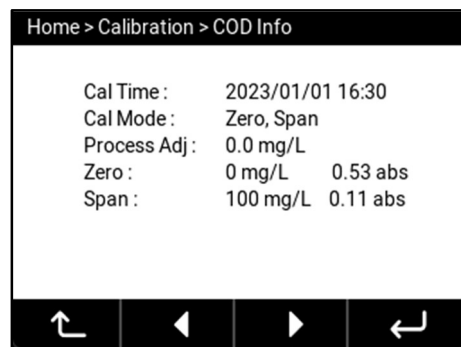 Home > Calibration > COD Info
Cal Time : 2023/01/01 16:30
Cal Mode : Zero, Span
Process Adj : 0.0 mg/L
Zero : 0 mg/L 0.53 abs
Span : 100 mg/L 0.11 abs